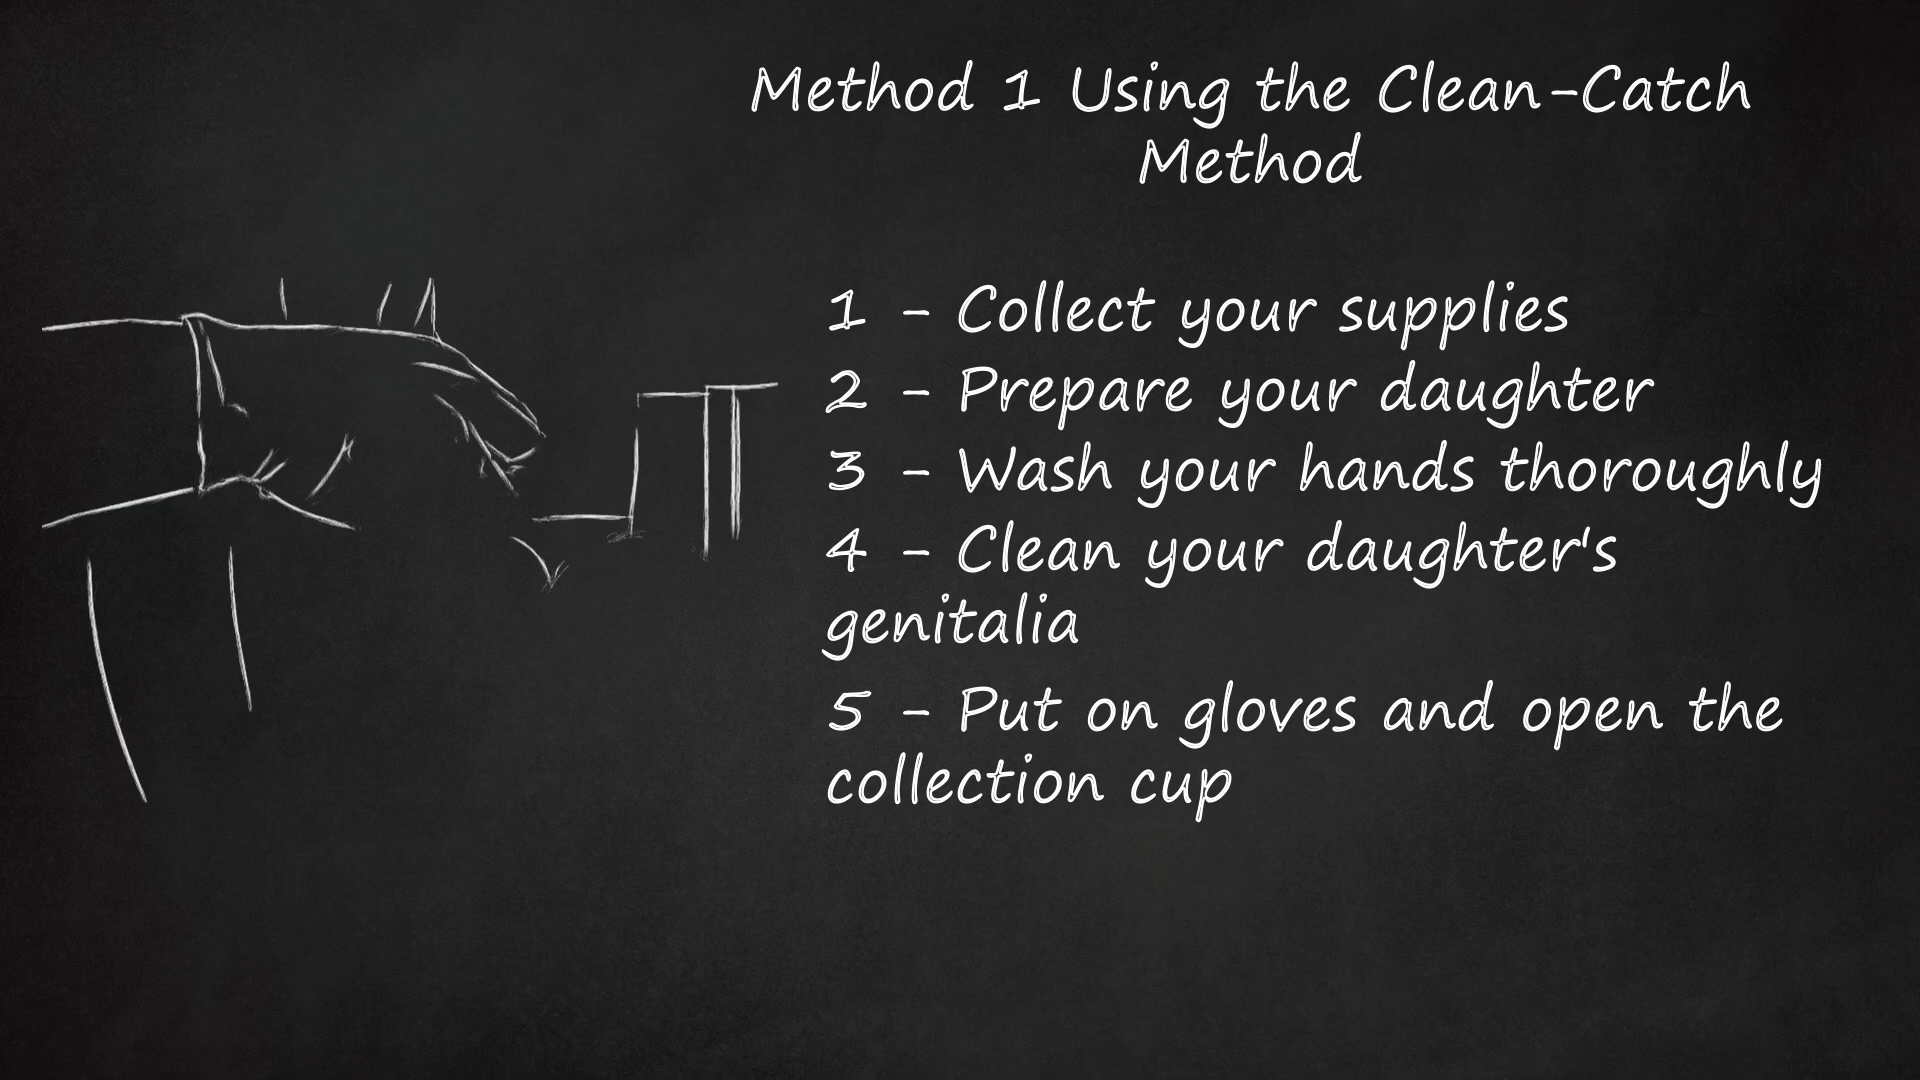 Method 1 Using the Clean-Catch
Method
1 - Collect your supplies
2 - Prepare your daughter
3 - Wash your hands thoroughly
4 - Clean your daughter's
genitalia
5 - Put on gloves and open the
collection cup